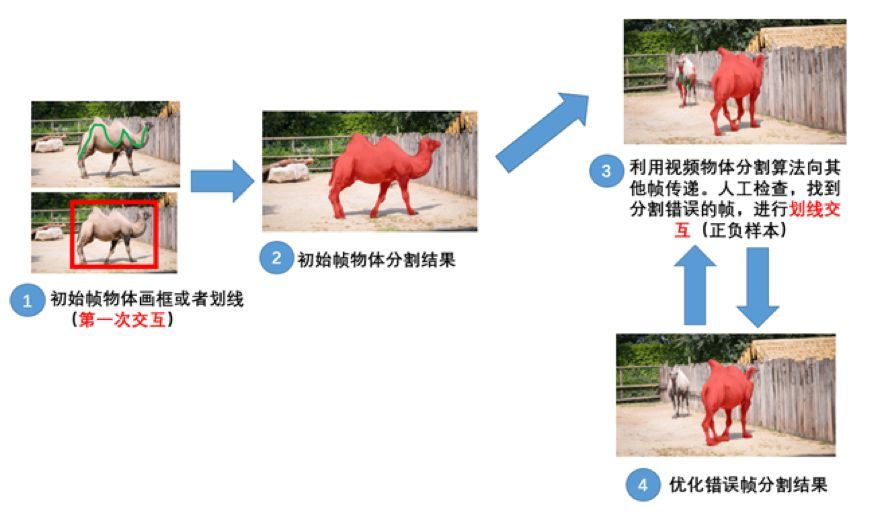 1
初始帧物体画框或者划线
（第一次交互）
2
初始帧物体分割结果
3
利用视频物体分割算法向其
他帧传递。人工检查，找到
分割错误的帧，进行划线交
互（正负样本）
4
优化错误帧分割结果